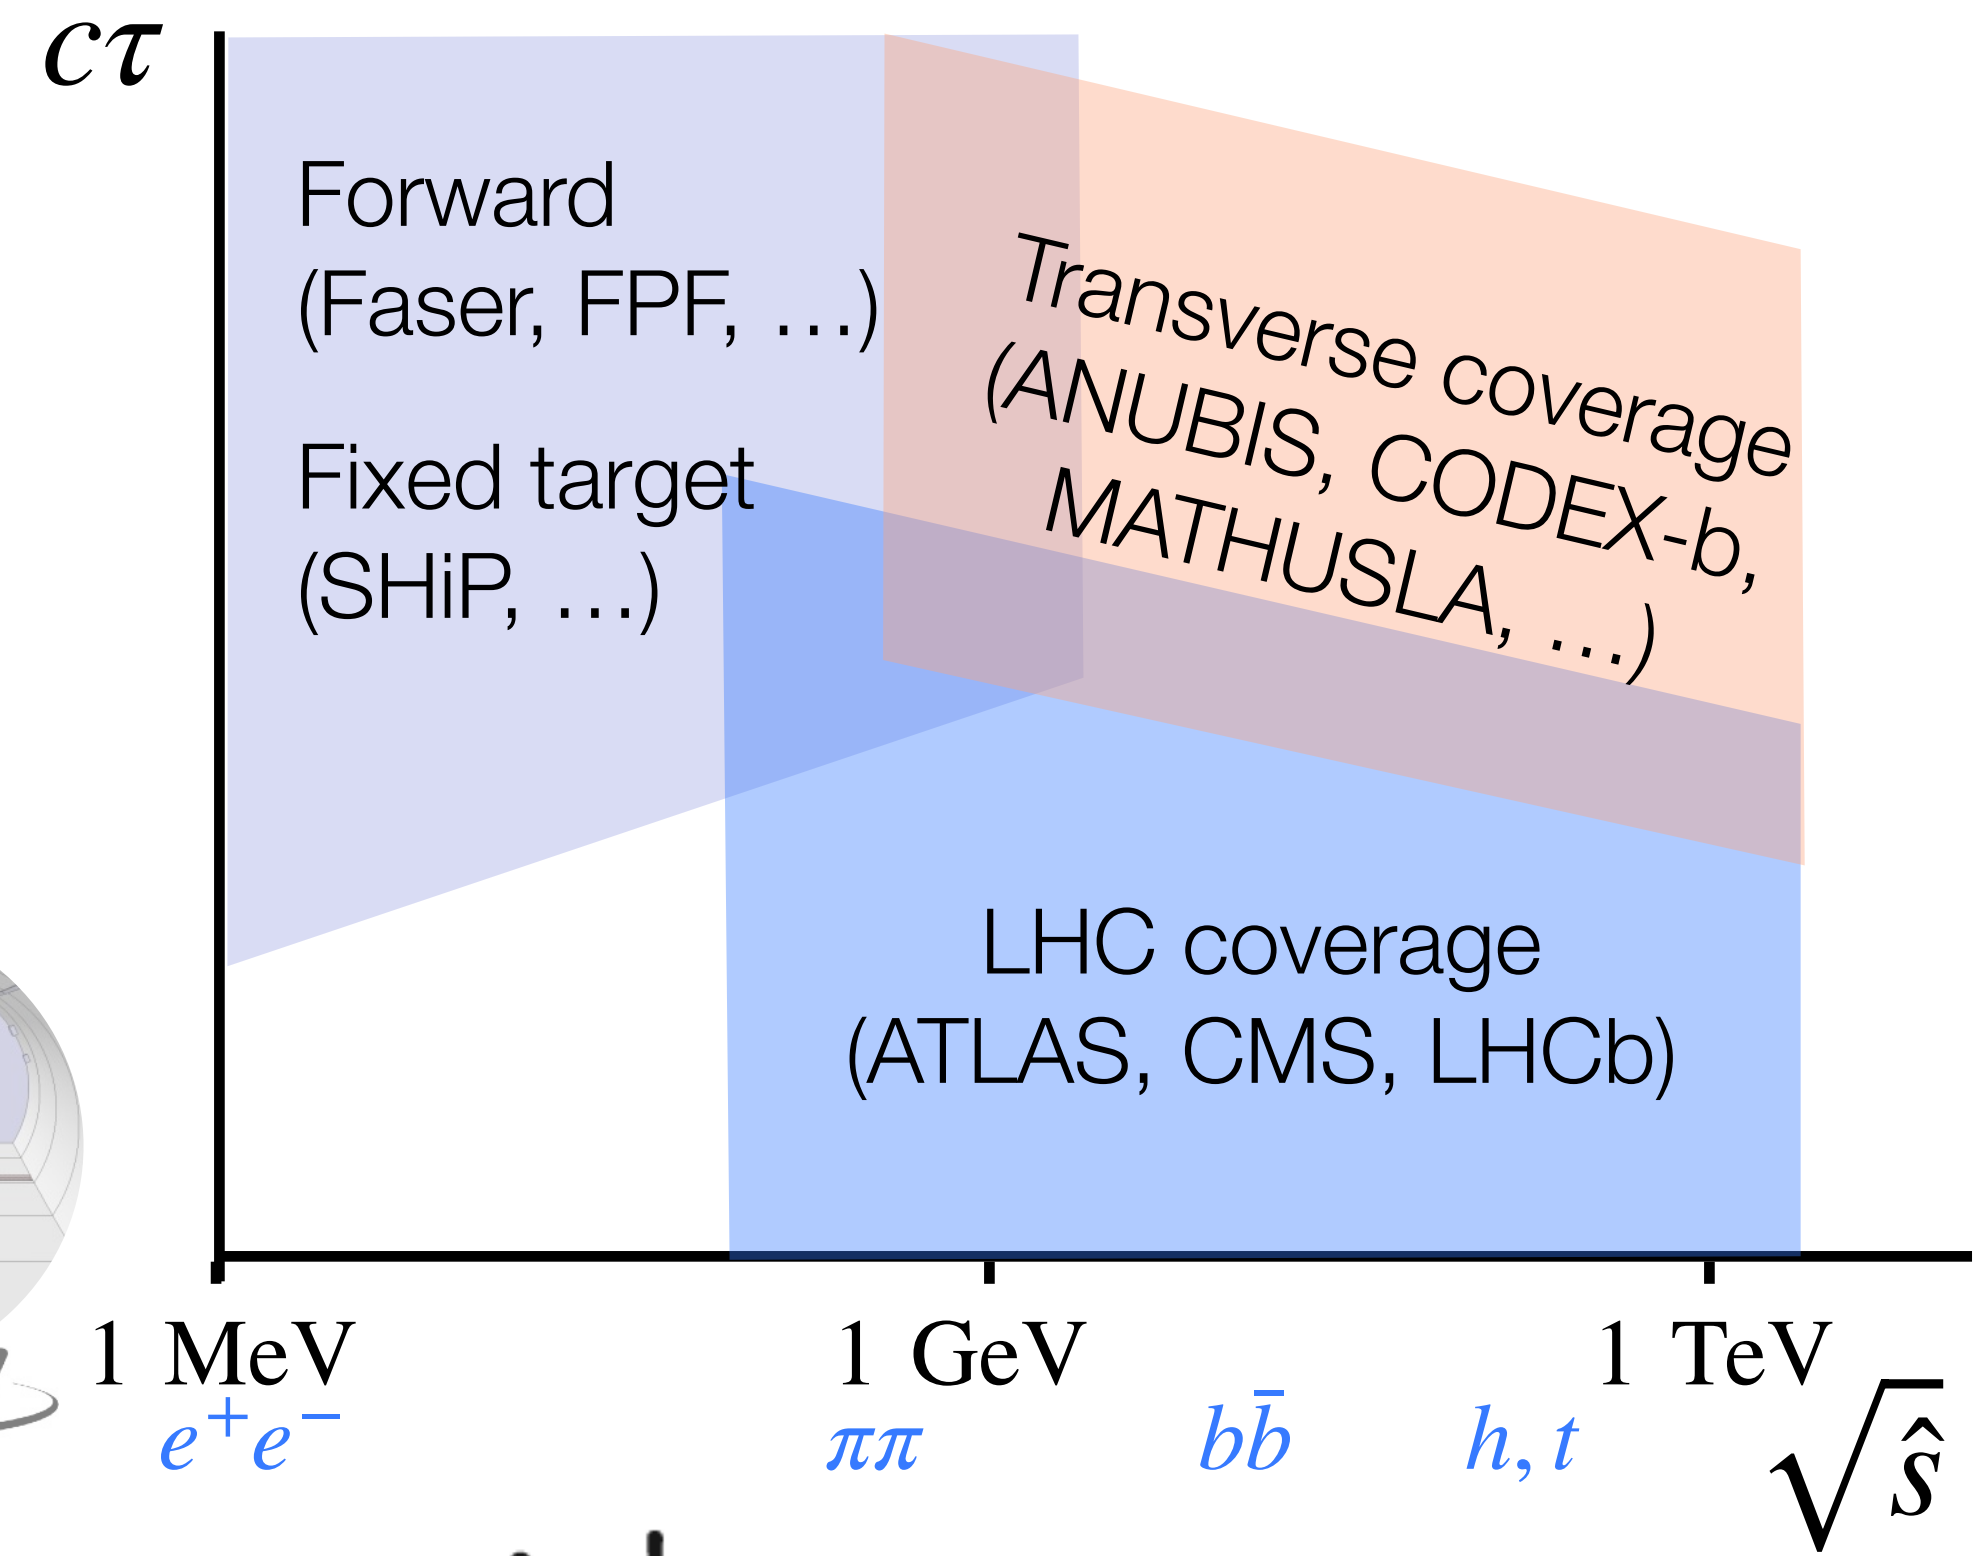 cτ
Forward
(Faser, FPF, …)
Fixed target
(SHiP, …)
Transverse coverage
(ANUBIS, CODEX-b,
MATHUSLA, …)
LHC coverage
(ATLAS, CMS, LHCb)
1 MeV 1 GeV 1 TeV
e⁺e⁻ ππ bb̄ h, t
√ŝ